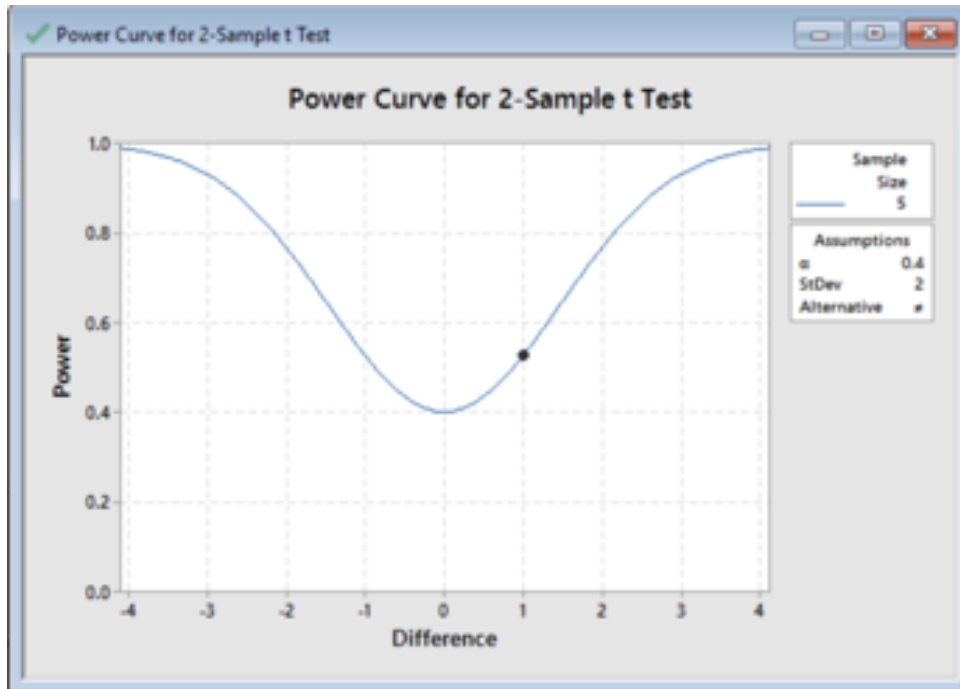 Power Curve for 2-Sample t Test
Power Curve for 2-Sample t Test
1.0
0.8
0.6
0.4
0.2
0.0
Power
-4 -3 -2 -1 0 1 2 3 4
Difference
Sample
Size
5
Assumptions
α 0.4
StDev 2
Alternative ≠